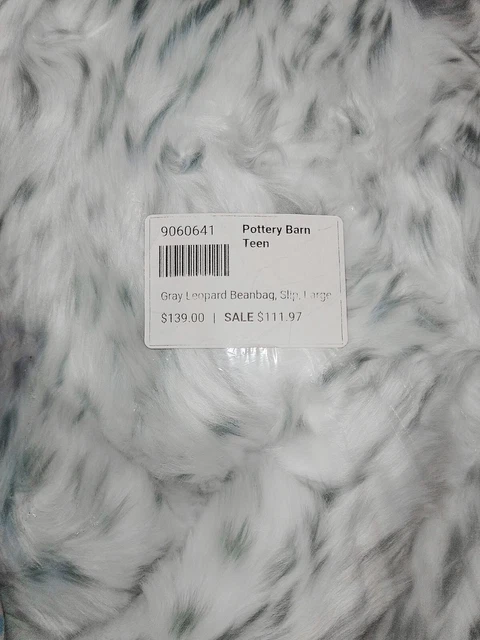 9060641
Pottery Barn
Teen
Gray Leopard Beanbag, Slip, Large
$139.00 | SALE $111.97